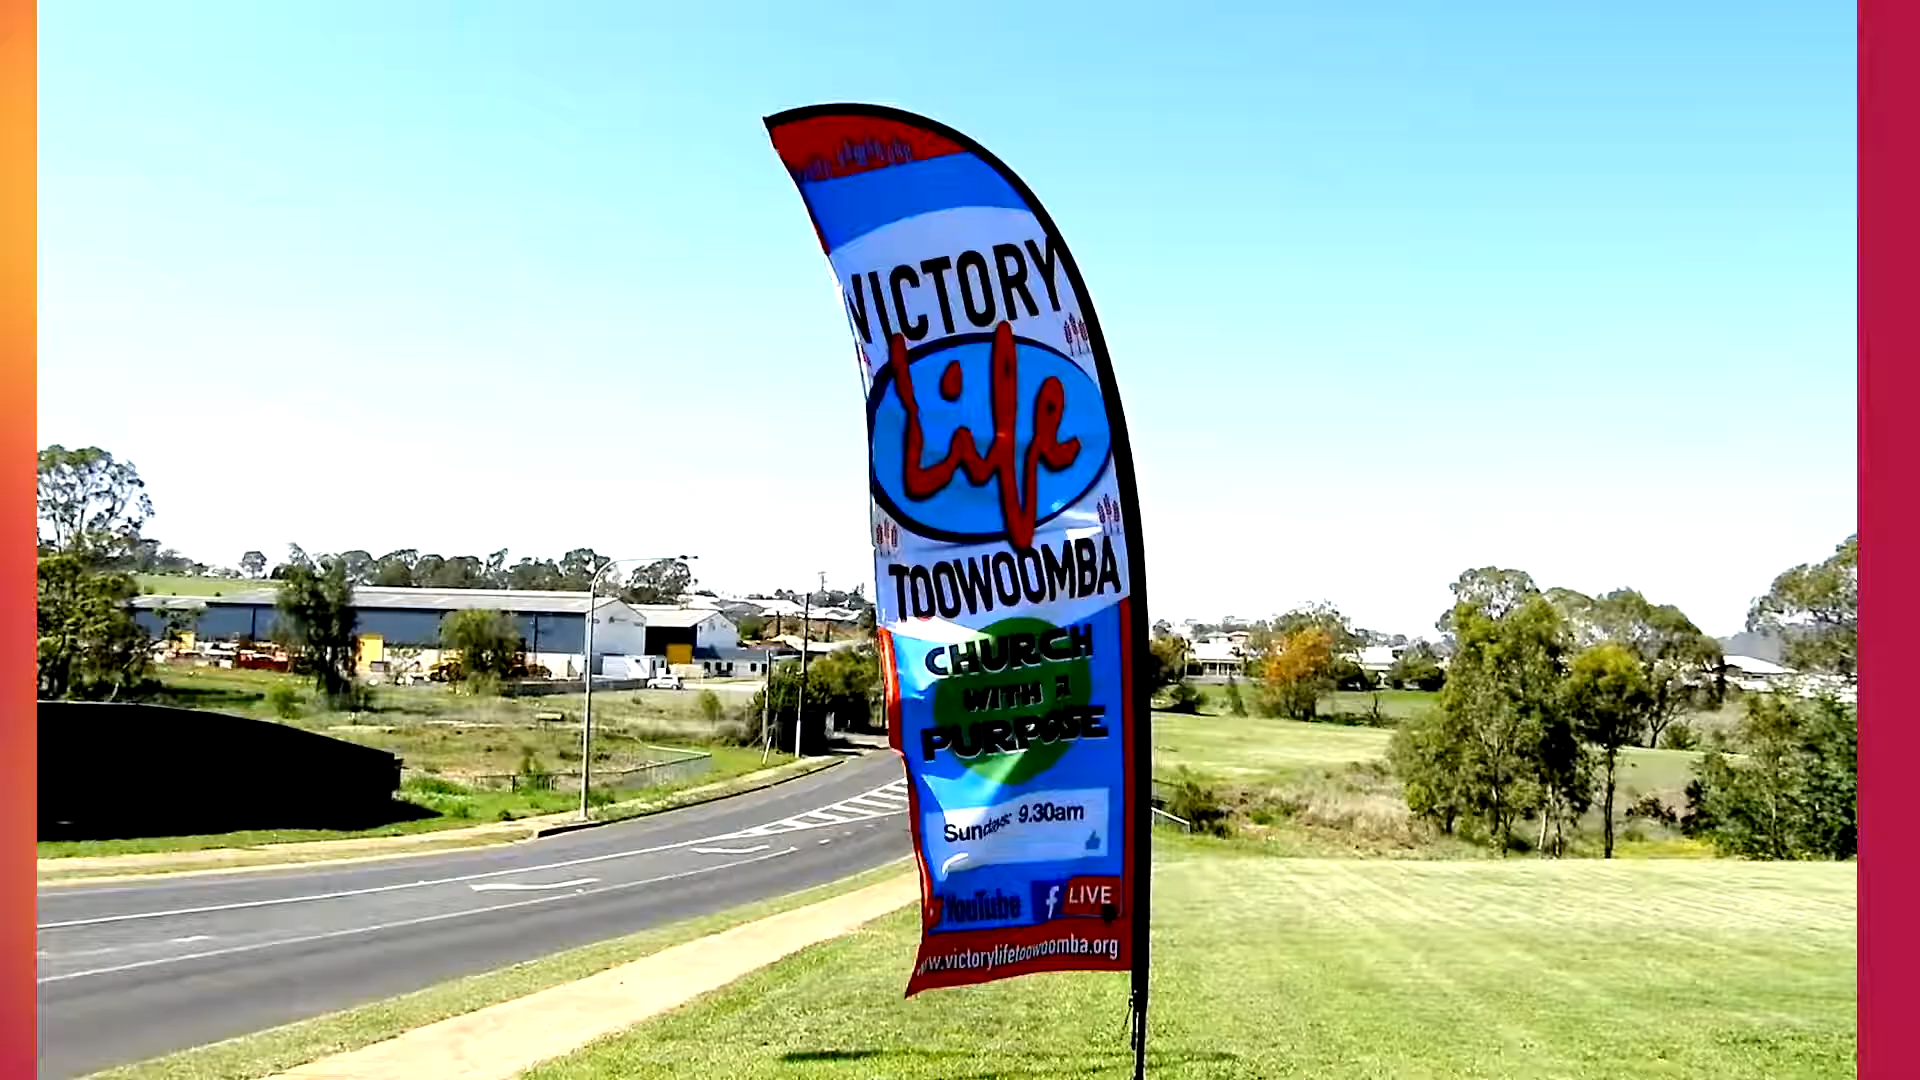 VICTORY
Life
TOOWOOMBA
CHURCH
WITH A
PURPOSE
Sundays 9.30am
YouTube f LIVE
www.victorylifetoowoomba.org